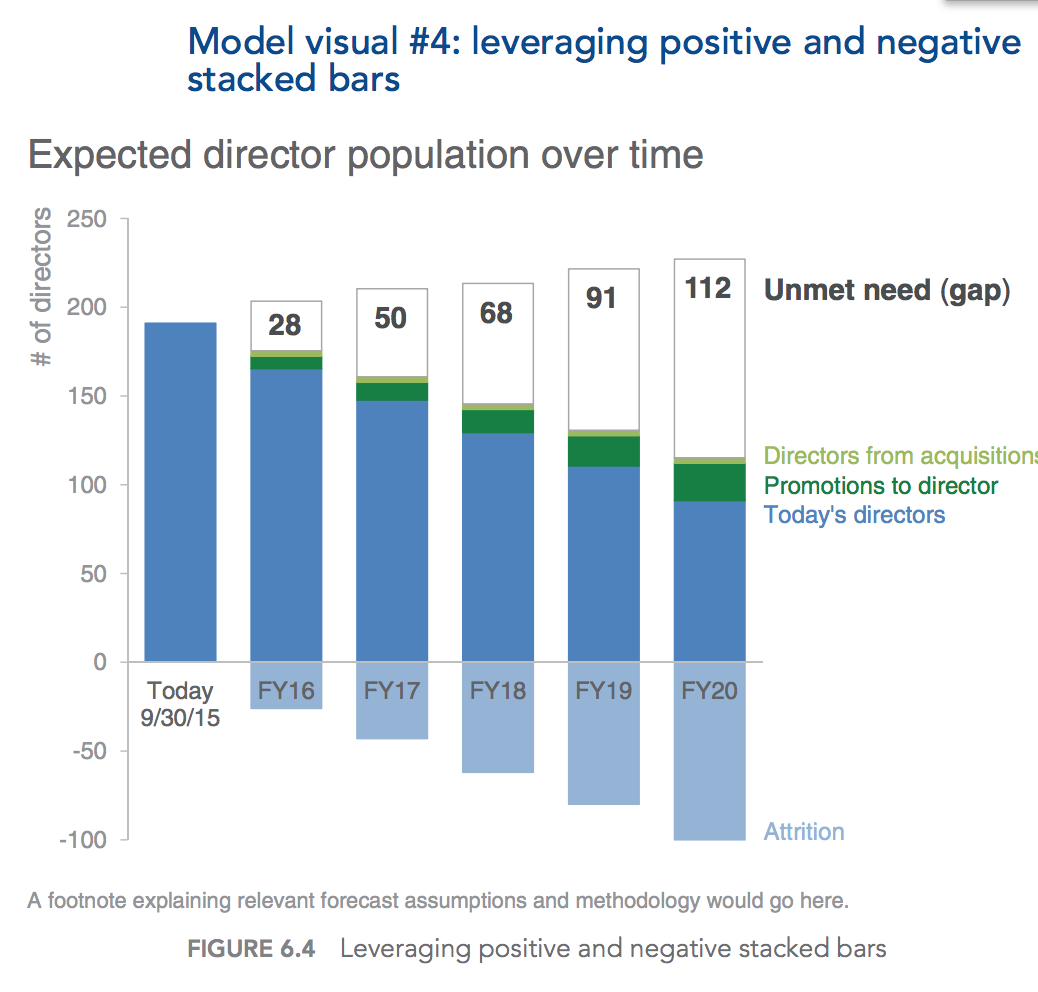 Model visual #4: leveraging positive and negative
stacked bars
Expected director population over time
# of directors
250
200
150
100
50
0
-50
-100
28
50
68
91
112
Unmet need (gap)
Directors from acquisitions
Promotions to director
Today's directors
Today
9/30/15
FY16
FY17
FY18
FY19
FY20
Attrition
A footnote explaining relevant forecast assumptions and methodology would go here.
FIGURE 6.4 Leveraging positive and negative stacked bars